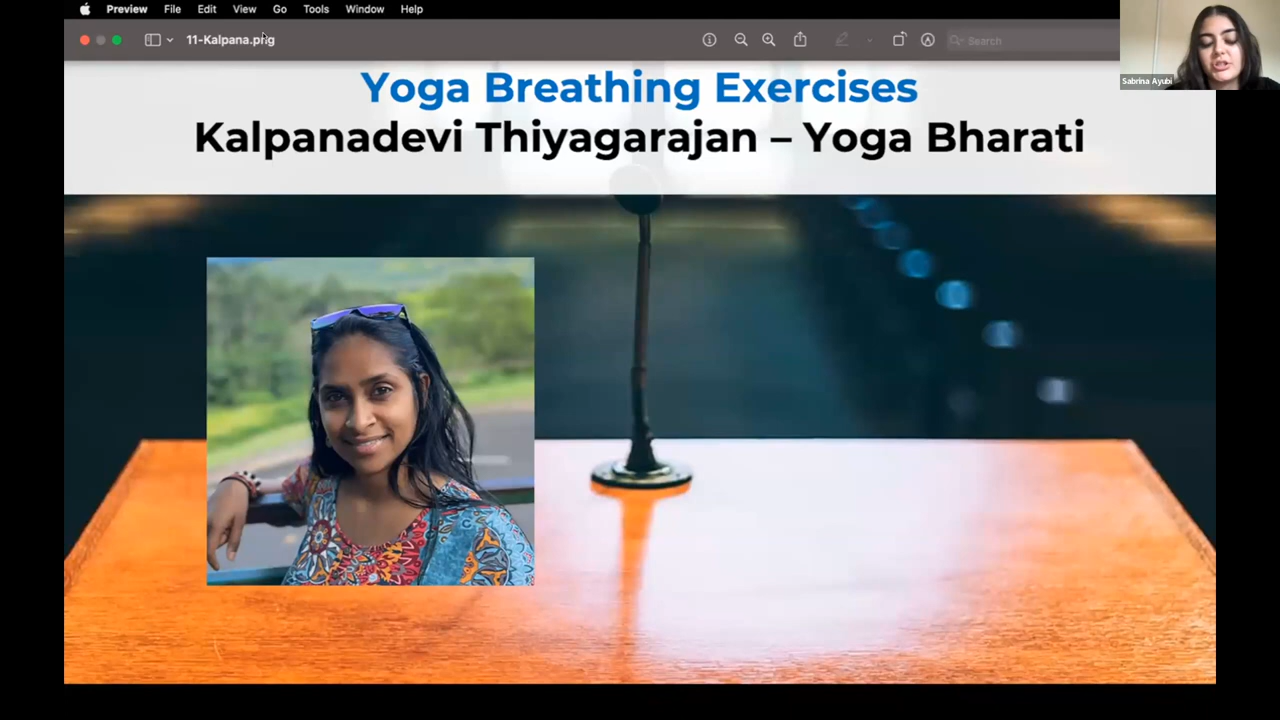 Preview File Edit View Go Tools Window Help
11-Kalpana.png
Search
Sabrina Ayubi
Yoga Breathing Exercises
Kalpanadevi Thiyagarajan – Yoga Bharati